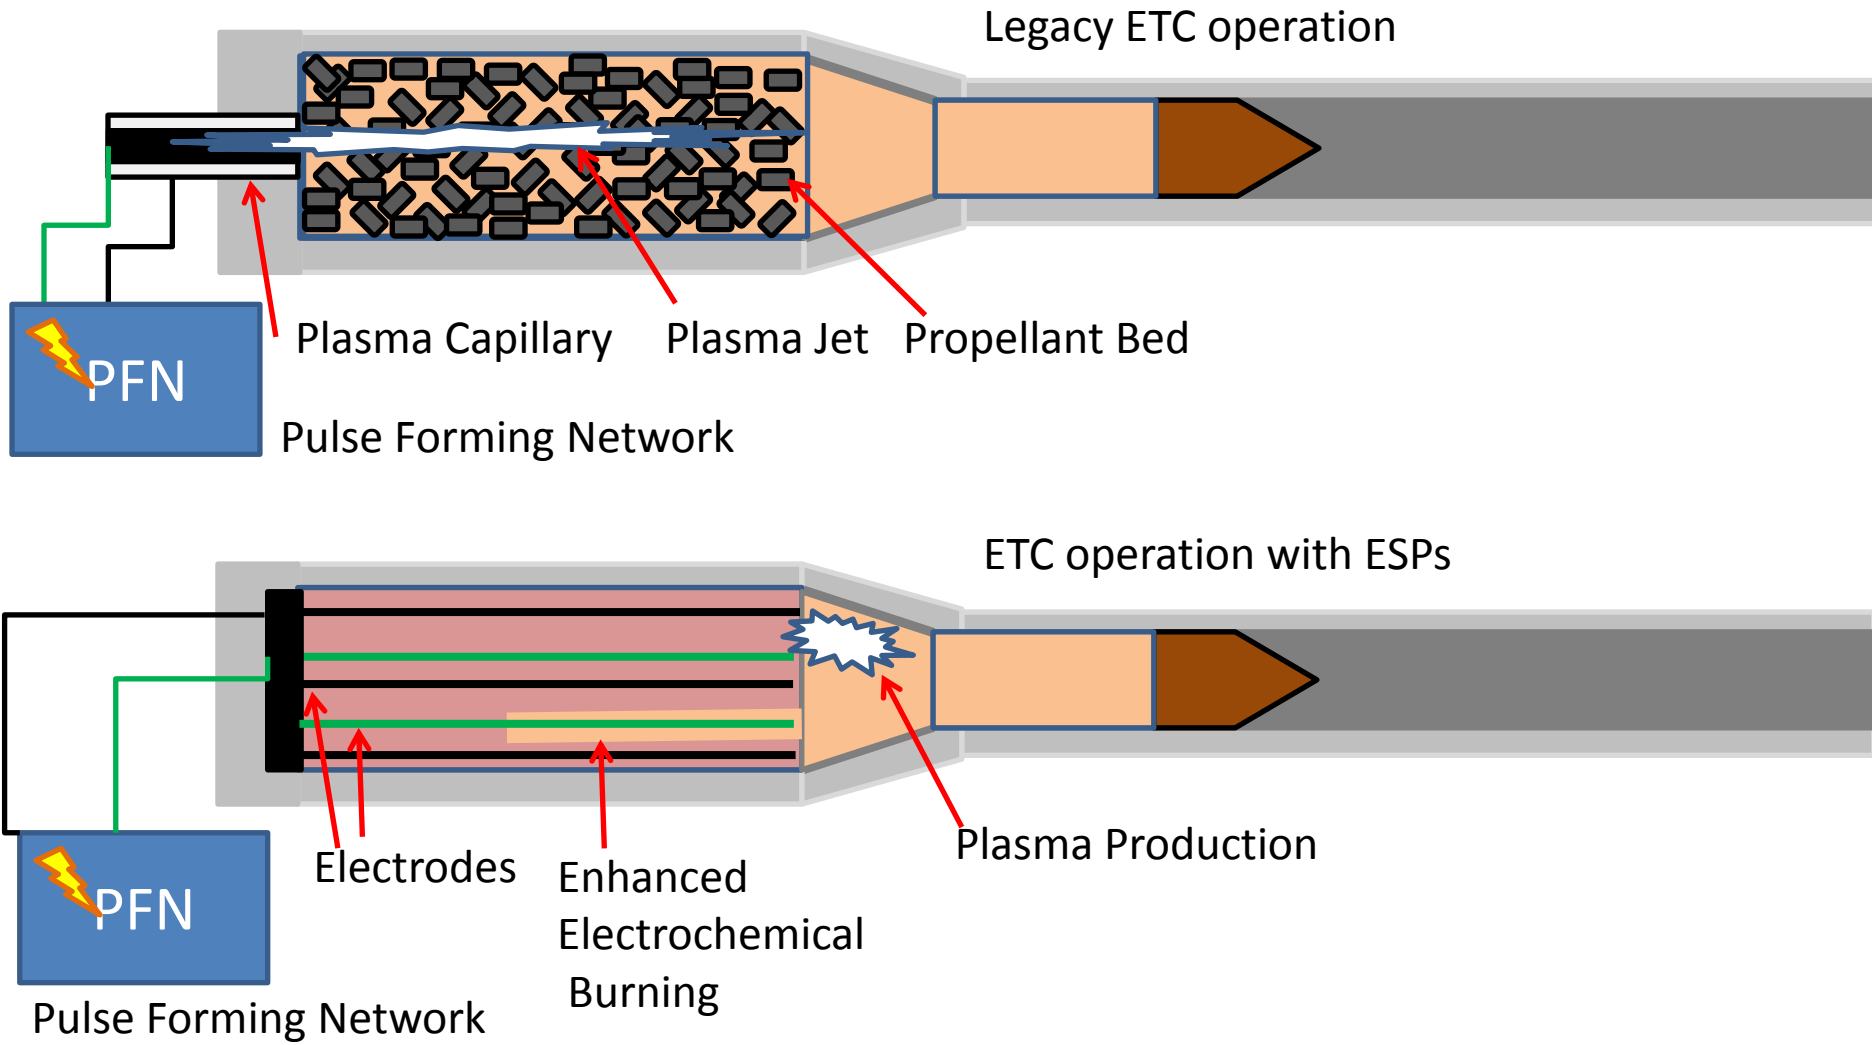 Legacy ETC operation
Plasma Capillary
Plasma Jet
Propellant Bed
PFN
Pulse Forming Network
ETC operation with ESPs
Electrodes
Enhanced
Electrochemical
Burning
Plasma Production
PFN
Pulse Forming Network